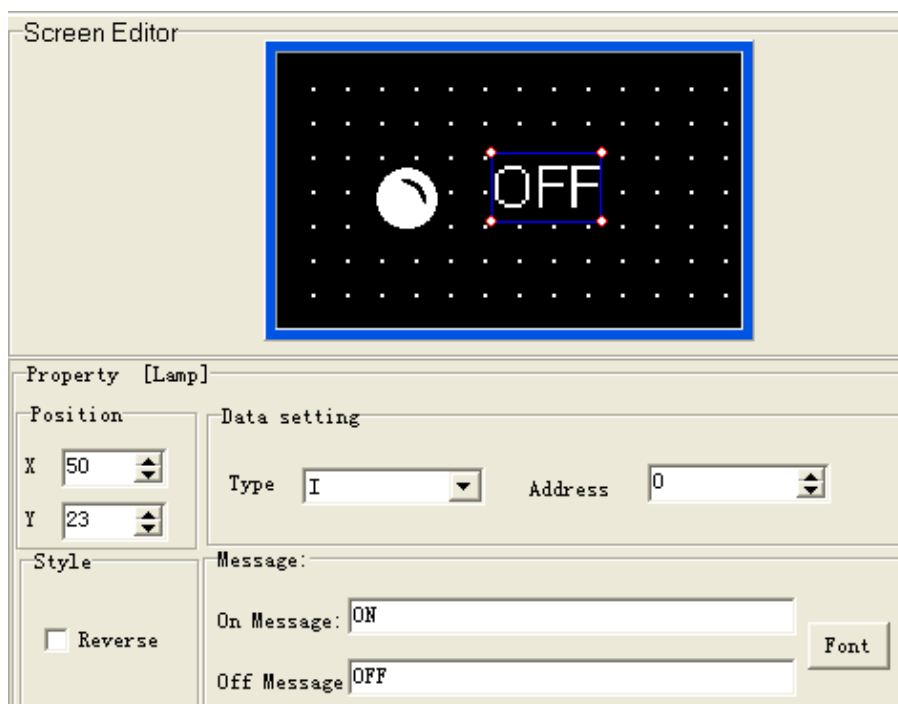 Screen Editor
OFF
Property [Lamp]
Position
Data setting
X 50
Type I
Address 0
Y 23
Style
Message:
On Message: ON
Reverse
Font
Off Message OFF